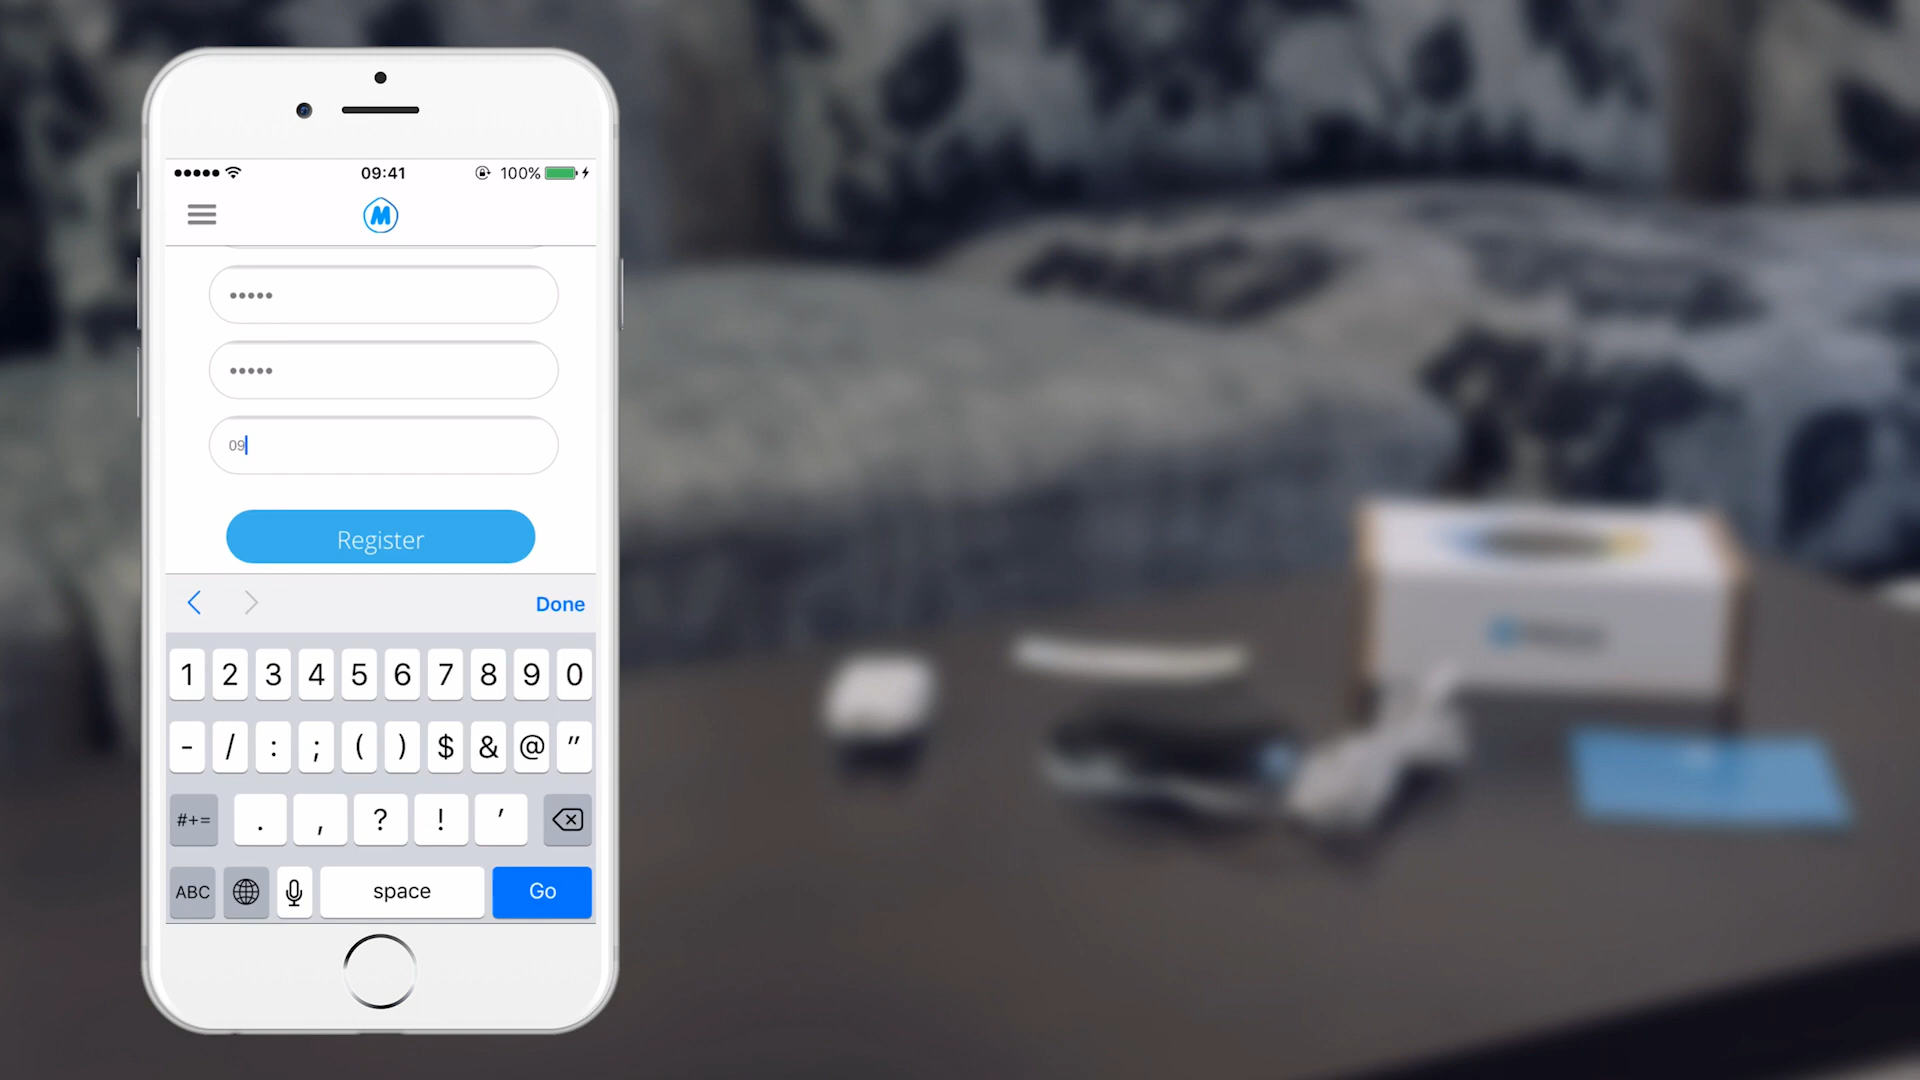 09:41
100%
M
•••••
•••••
09
Register
Done
1 2 3 4 5 6 7 8 9 0
- / : ; ( ) $ & @ "
#+= . , ? ! '
ABC space Go